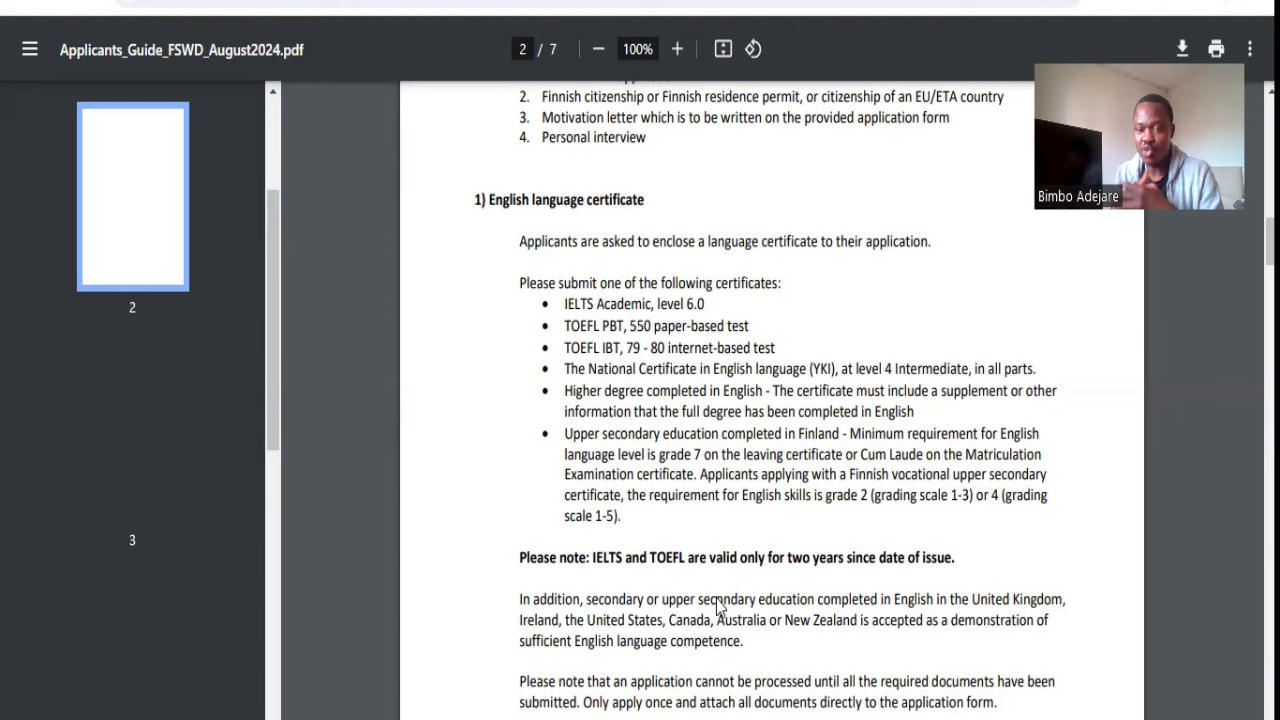 Applicants_Guide_FSWD_August2024.pdf
2 / 7
100%
2. Finnish citizenship or Finnish residence permit, or citizenship of an EU/ETA country
3. Motivation letter which is to be written on the provided application form
4. Personal interview
Bimbo Adejare
1) English language certificate
Applicants are asked to enclose a language certificate to their application.
Please submit one of the following certificates:
• IELTS Academic, level 6.0
• TOEFL PBT, 550 paper-based test
• TOEFL IBT, 79 - 80 internet-based test
• The National Certificate in English language (YKI), at level 4 Intermediate, in all parts.
• Higher degree completed in English - The certificate must include a supplement or other
information that the full degree has been completed in English
• Upper secondary education completed in Finland - Minimum requirement for English
language level is grade 7 on the leaving certificate or Cum Laude on the Matriculation
Examination certificate. Applicants applying with a Finnish vocational upper secondary
certificate, the requirement for English skills is grade 2 (grading scale 1-3) or 4 (grading
scale 1-5).
Please note: IELTS and TOEFL are valid only for two years since date of issue.
In addition, secondary or upper secondary education completed in English in the United Kingdom,
Ireland, the United States, Canada, Australia or New Zealand is accepted as a demonstration of
sufficient English language competence.
Please note that an application cannot be processed until all the required documents have been
submitted. Only apply once and attach all documents directly to the application form.
2
3